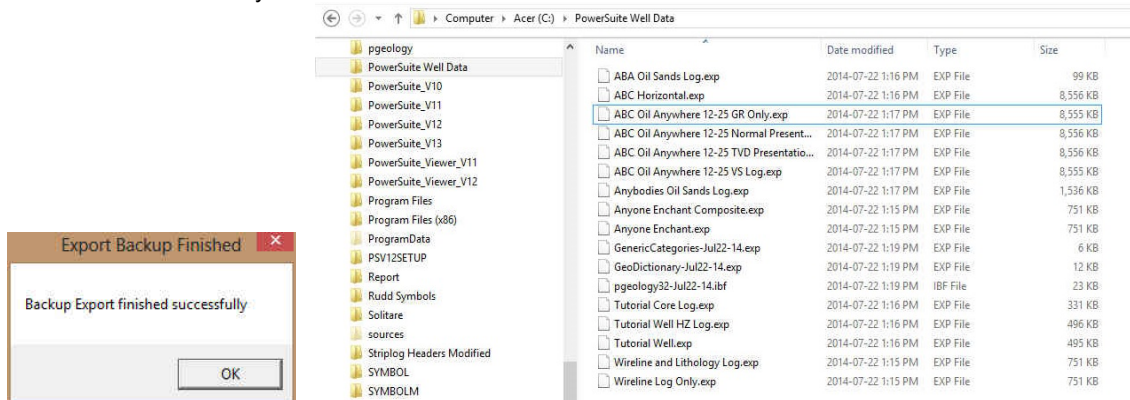 Computer Acer (C:) PowerSuite Well Data
pgeology
PowerSuite Well Data
PowerSuite_V10
PowerSuite_V11
PowerSuite_V12
PowerSuite_V13
PowerSuite_Viewer_V11
PowerSuite_Viewer_V12
Program Files
Program Files (x86)
ProgramData
PSV12SETUP
Report
Rudd Symbols
Solitare
sources
Striplog Headers Modified
SYMBOL
SYMBOLM
Name Date modified Type Size
ABA Oil Sands Log.exp 2014-07-22 1:16 PM EXP File 99 KB
ABC Horizontal.exp 2014-07-22 1:16 PM EXP File 8,556 KB
ABC Oil Anywhere 12-25 GR Only.exp 2014-07-22 1:17 PM EXP File 8,555 KB
ABC Oil Anywhere 12-25 Normal Present... 2014-07-22 1:17 PM EXP File 8,556 KB
ABC Oil Anywhere 12-25 TVD Presentatio... 2014-07-22 1:17 PM EXP File 8,556 KB
ABC Oil Anywhere 12-25 VS Log.exp 2014-07-22 1:17 PM EXP File 8,555 KB
Anybodies Oil Sands Log.exp 2014-07-22 1:17 PM EXP File 1,536 KB
Anyone Enchant Composite.exp 2014-07-22 1:15 PM EXP File 751 KB
Anyone Enchant.exp 2014-07-22 1:15 PM EXP File 751 KB
GenericCategories-Jul22-14.exp 2014-07-22 1:19 PM EXP File 6 KB
GeoDictionary-Jul22-14.exp 2014-07-22 1:19 PM EXP File 12 KB
pgeology32-Jul22-14.ibf 2014-07-22 1:19 PM IBF File 23 KB
Tutorial Core Log.exp 2014-07-22 1:16 PM EXP File 331 KB
Tutorial Well HZ Log.exp 2014-07-22 1:16 PM EXP File 496 KB
Tutorial Well.exp 2014-07-22 1:16 PM EXP File 495 KB
Wireline and Lithology Log.exp 2014-07-22 1:15 PM EXP File 751 KB
Wireline Log Only.exp 2014-07-22 1:15 PM EXP File 751 KB
Export Backup Finished
Backup Export finished successfully
OK